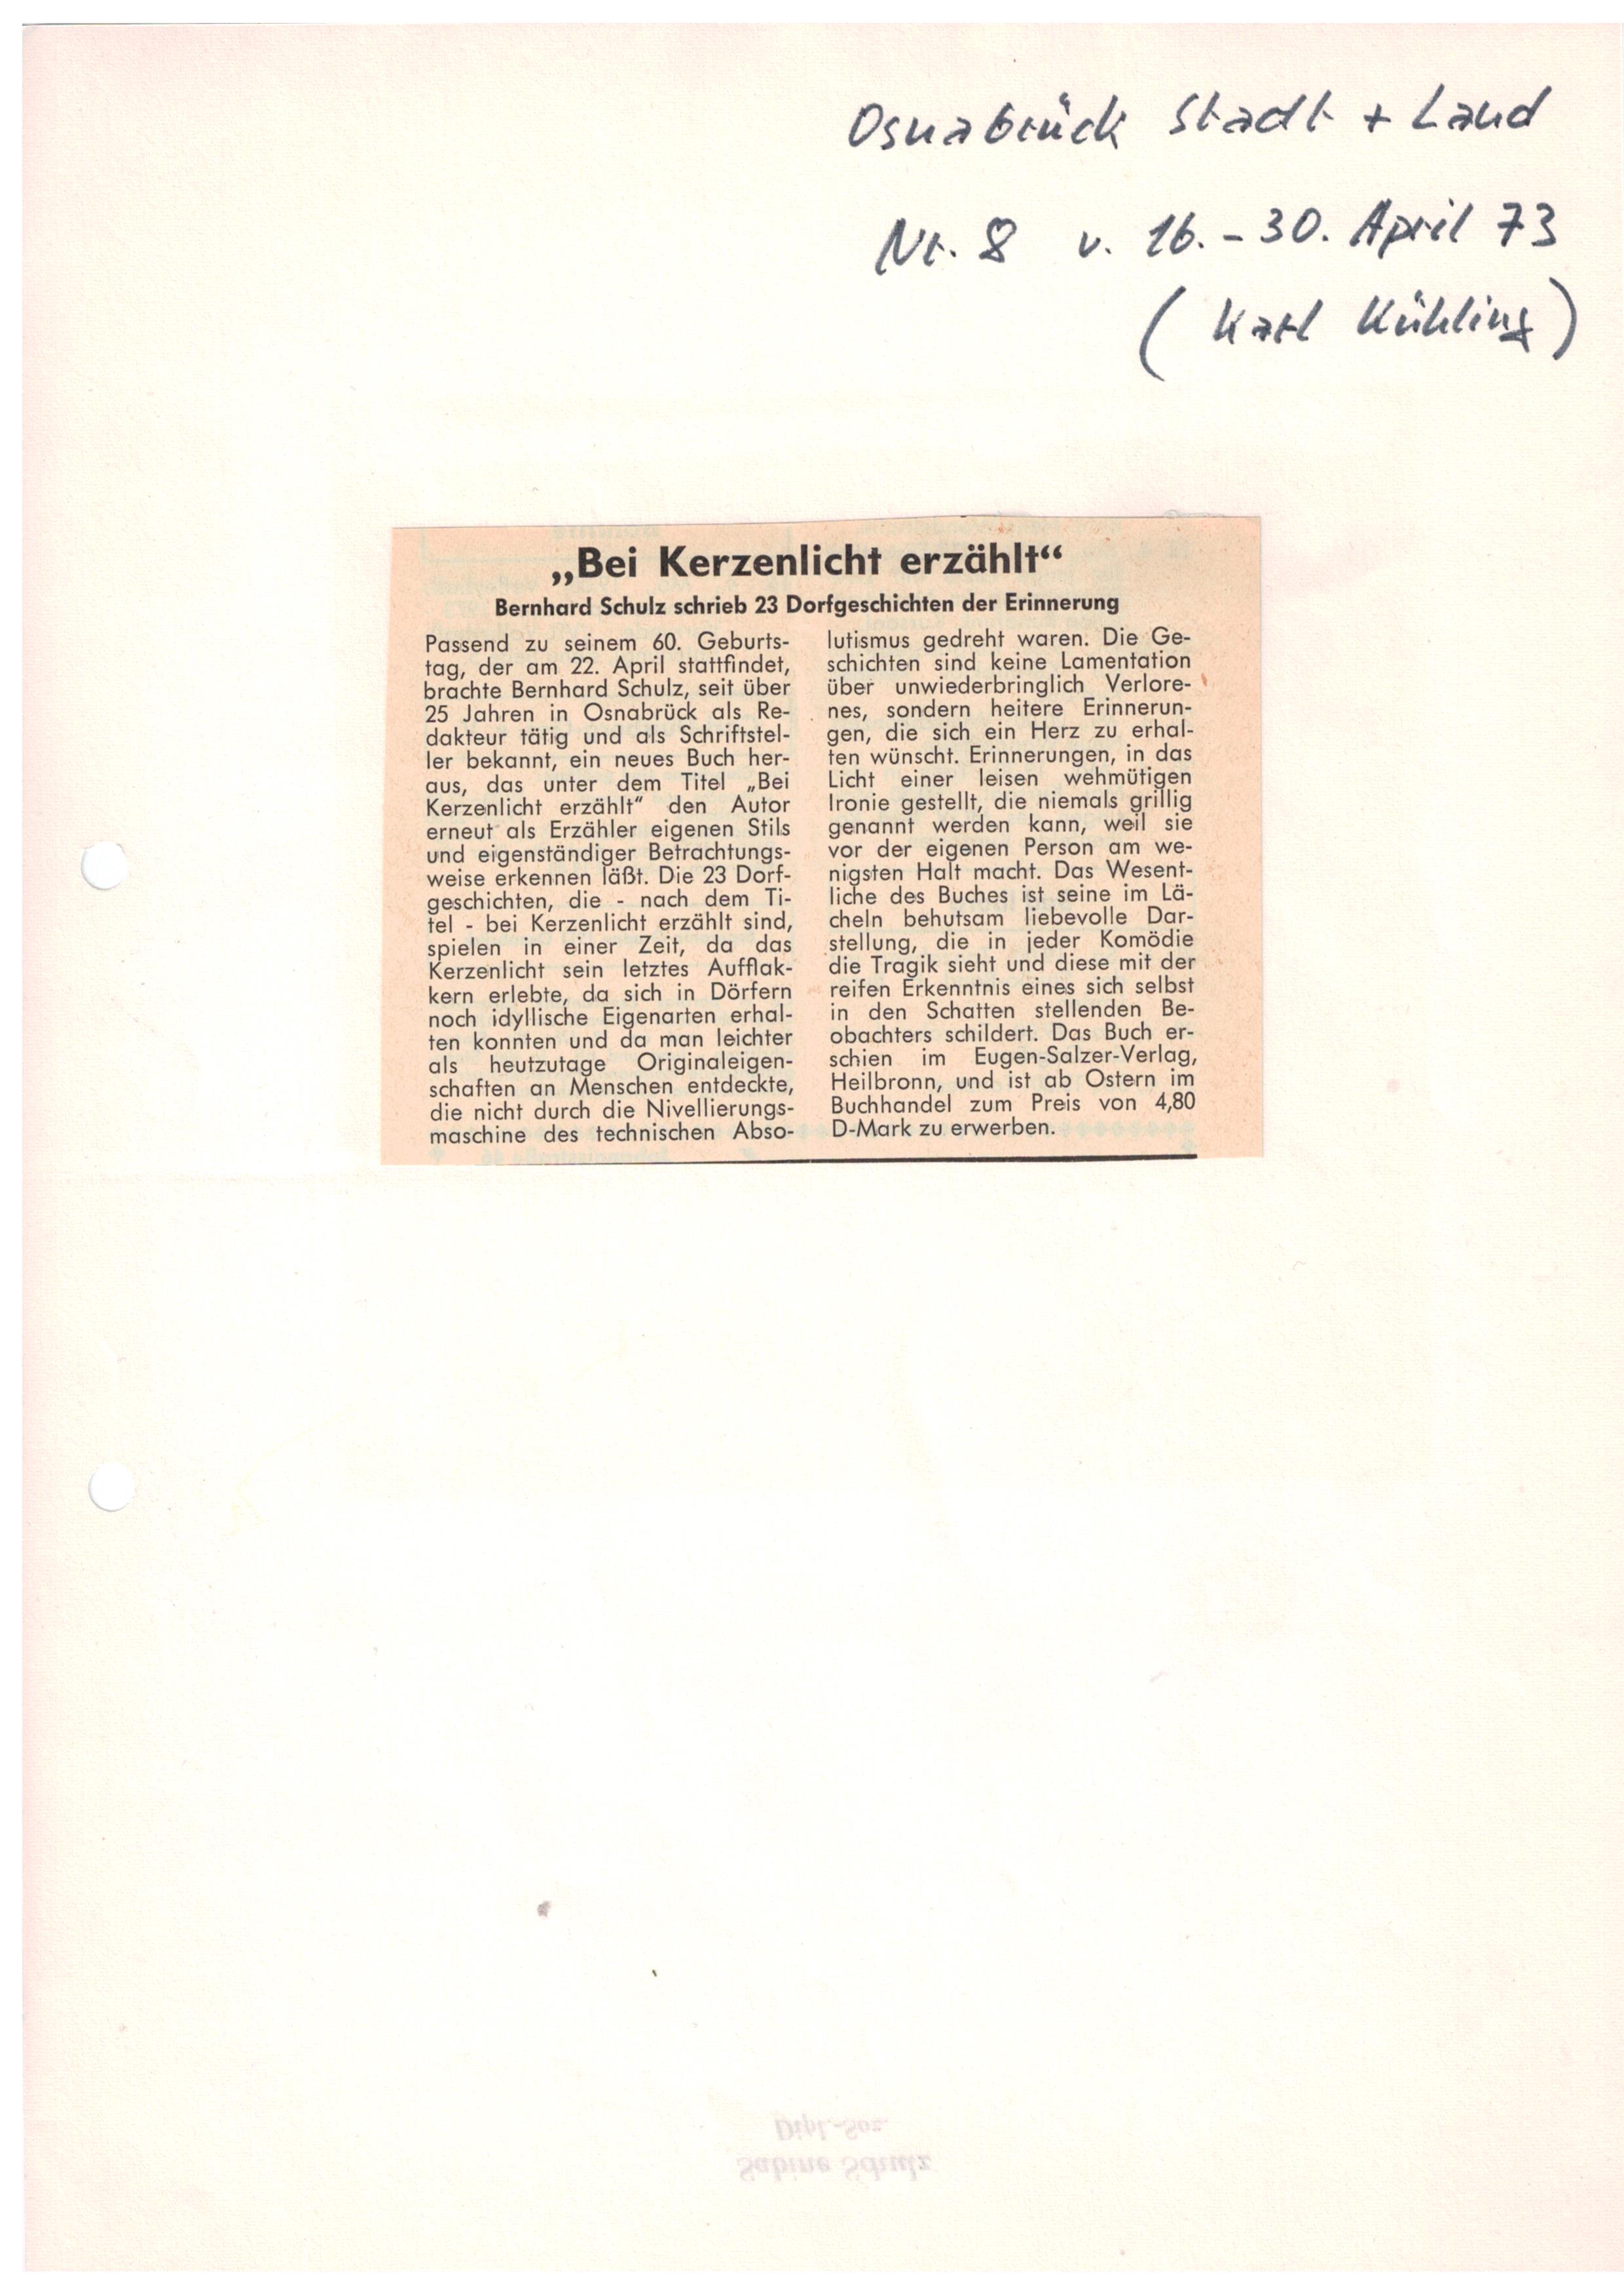 Osnabrück Stadt + Land
Nr. 8 v. 16. - 30. April 73
(Karl Kühling)
„Bei Kerzenlicht erzählt“
Bernhard Schulz schrieb 23 Dorfgeschichten der Erinnerung
Passend zu seinem 60. Geburts-
tag, der am 22. April stattfindet,
brachte Bernhard Schulz, seit über
25 Jahren in Osnabrück als Re-
dakteur tätig und als Schriftstel-
ler bekannt, ein neues Buch her-
aus, das unter dem Titel „Bei
Kerzenlicht erzählt“ den Autor
erneut als Erzähler eigenen Stils
und eigenständiger Betrachtungs-
weise erkennen läßt. Die 23 Dorf-
geschichten, die - nach dem Ti-
tel - bei Kerzenlicht erzählt sind,
spielen in einer Zeit, da das
Kerzenlicht sein letztes Aufflak-
kern erlebte, da sich in Dörfern
noch idyllische Eigenarten erhal-
ten konnten und da man leichter
als heutzutage Originaleigen-
schaften an Menschen entdeckte,
die nicht durch die Nivellierungs-
maschine des technischen Abso-
lutismus gedreht waren. Die Ge-
schichten sind keine Lamentation
über unwiederbringlich Verlore-
nes, sondern heitere Erinnerun-
gen, die sich ein Herz zu erhal-
ten wünscht. Erinnerungen, in das
Licht einer leisen wehmütigen
Ironie gestellt, die niemals grillig
genannt werden kann, weil sie
vor der eigenen Person am we-
nigsten Halt macht. Das Wesent-
liche des Buches ist seine im Lä-
cheln behutsam liebevolle Dar-
stellung, die in jeder Komödie
die Tragik sieht und diese mit der
reifen Erkenntnis eines sich selbst
in den Schatten stellenden Be-
obachters schildert. Das Buch er-
schien im Eugen-Salzer-Verlag,
Heilbronn, und ist ab Ostern im
Buchhandel zum Preis von 4,80
D-Mark zu erwerben.
Dipl.-Soz.
Sabine Schulz